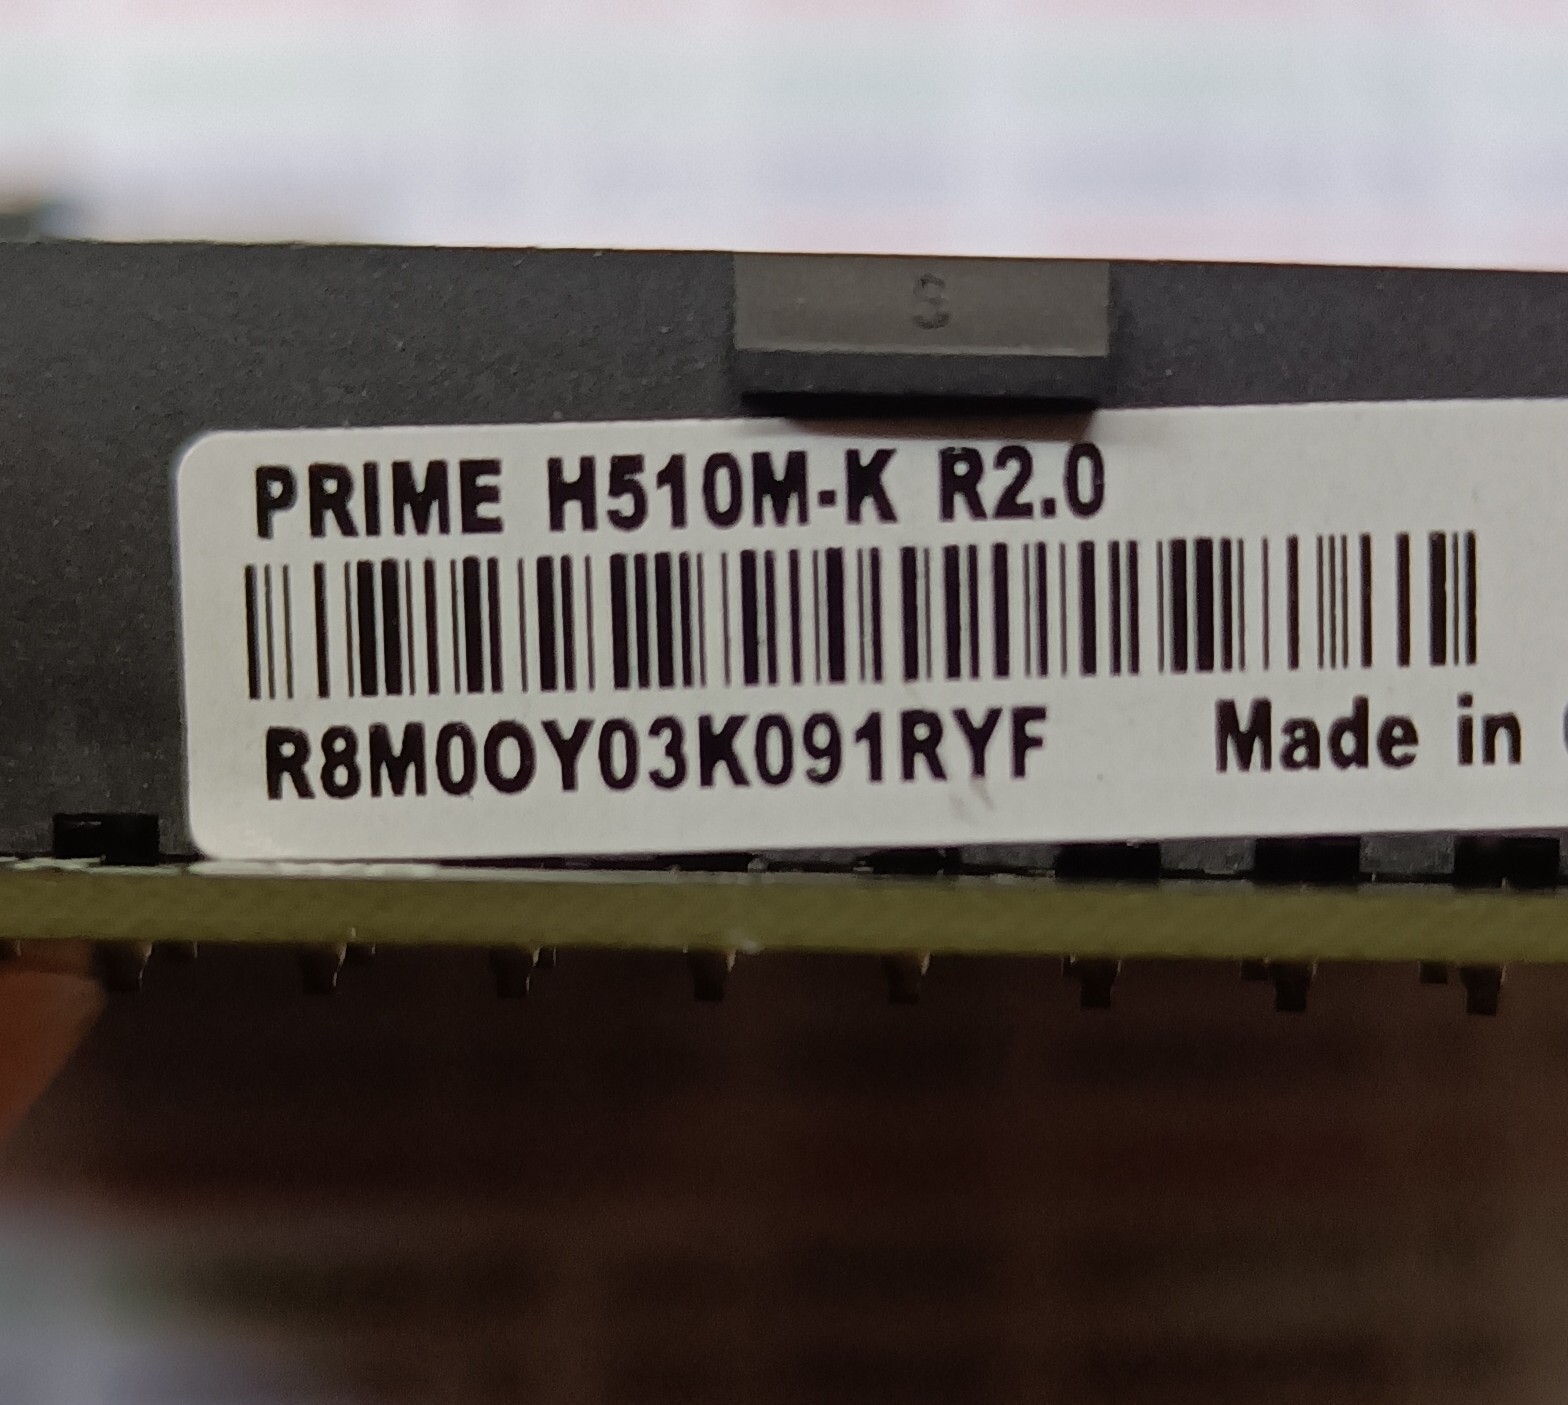 S
PRIME H510M-K R2.0
R8M0OY03K091RYF
Made in